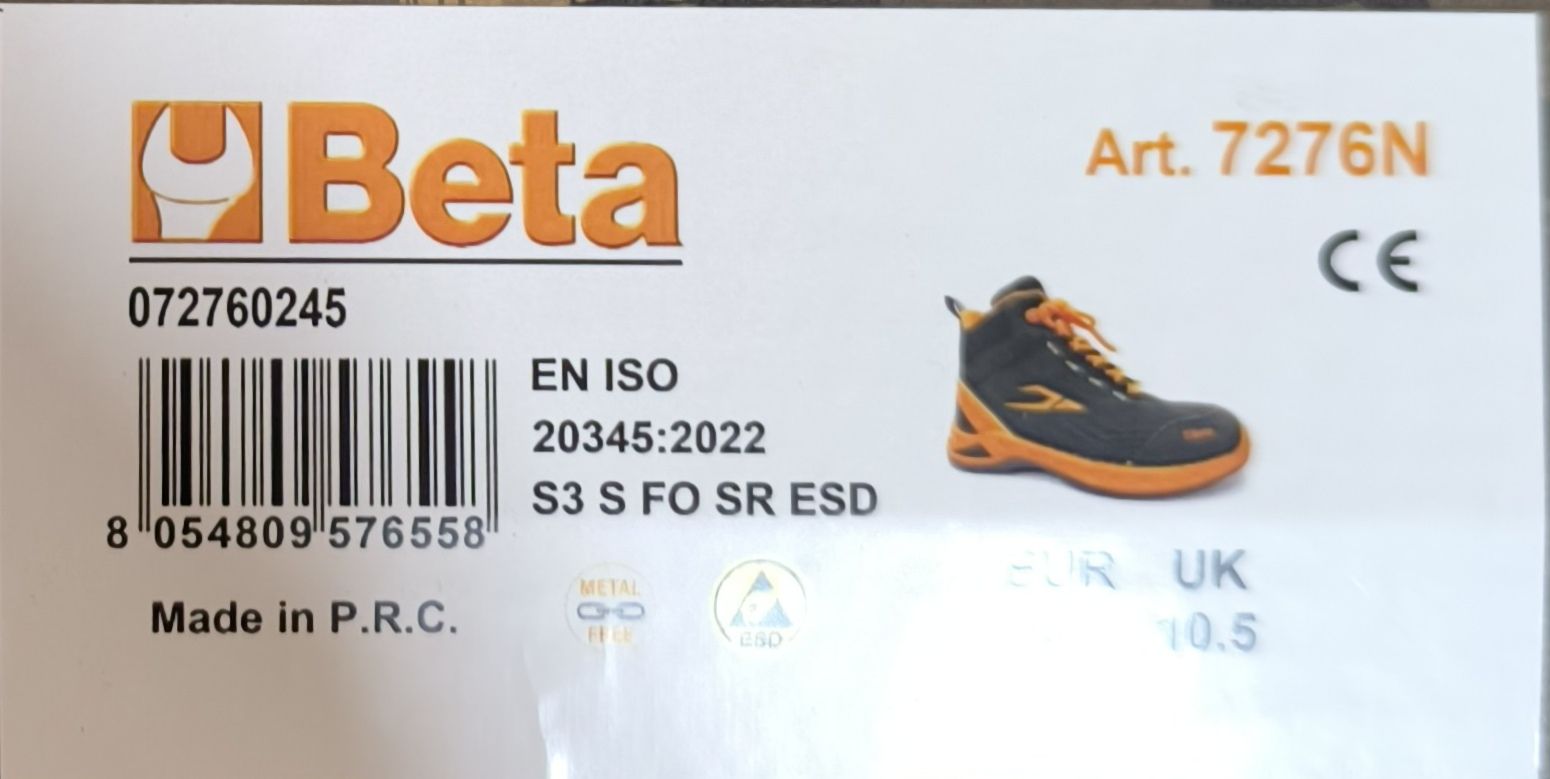 Beta
Art. 7276N
CE
072760245
8 054809 576558
EN ISO
20345:2022
S3 S FO SR ESD
Made in P.R.C.
METAL
FREE
ESD
EUR UK
10.5